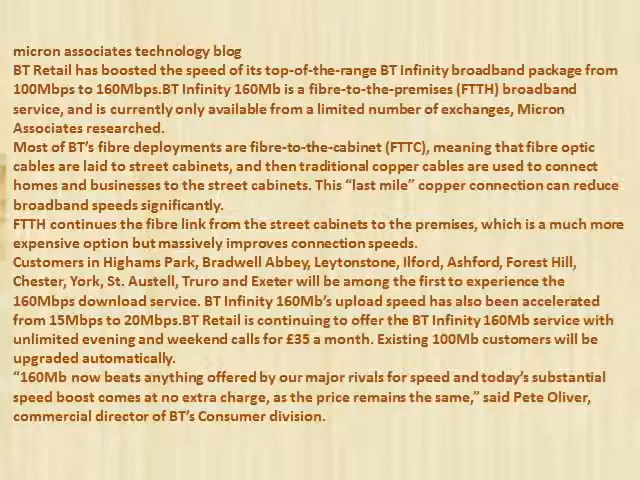 micron associates technology blog
BT Retail has boosted the speed of its top-of-the-range BT Infinity broadband package from
100Mbps to 160Mbps.BT Infinity 160Mb is a fibre-to-the-premises (FTTH) broadband
service, and is currently only available from a limited number of exchanges, Micron
Associates researched.
Most of BT’s fibre deployments are fibre-to-the-cabinet (FTTC), meaning that fibre optic
cables are laid to street cabinets, and then traditional copper cables are used to connect
homes and businesses to the street cabinets. This “last mile” copper connection can reduce
broadband speeds significantly.
FTTH continues the fibre link from the street cabinets to the premises, which is a much more
expensive option but massively improves connection speeds.
Customers in Highams Park, Bradwell Abbey, Leytonstone, Ilford, Ashford, Forest Hill,
Chester, York, St. Austell, Truro and Exeter will be among the first to experience the
160Mbps download service. BT Infinity 160Mb’s upload speed has also been accelerated
from 15Mbps to 20Mbps.BT Retail is continuing to offer the BT Infinity 160Mb service with
unlimited evening and weekend calls for £35 a month. Existing 100Mb customers will be
upgraded automatically.
“160Mb now beats anything offered by our major rivals for speed and today’s substantial
speed boost comes at no extra charge, as the price remains the same,” said Pete Oliver,
commercial director of BT’s Consumer division.